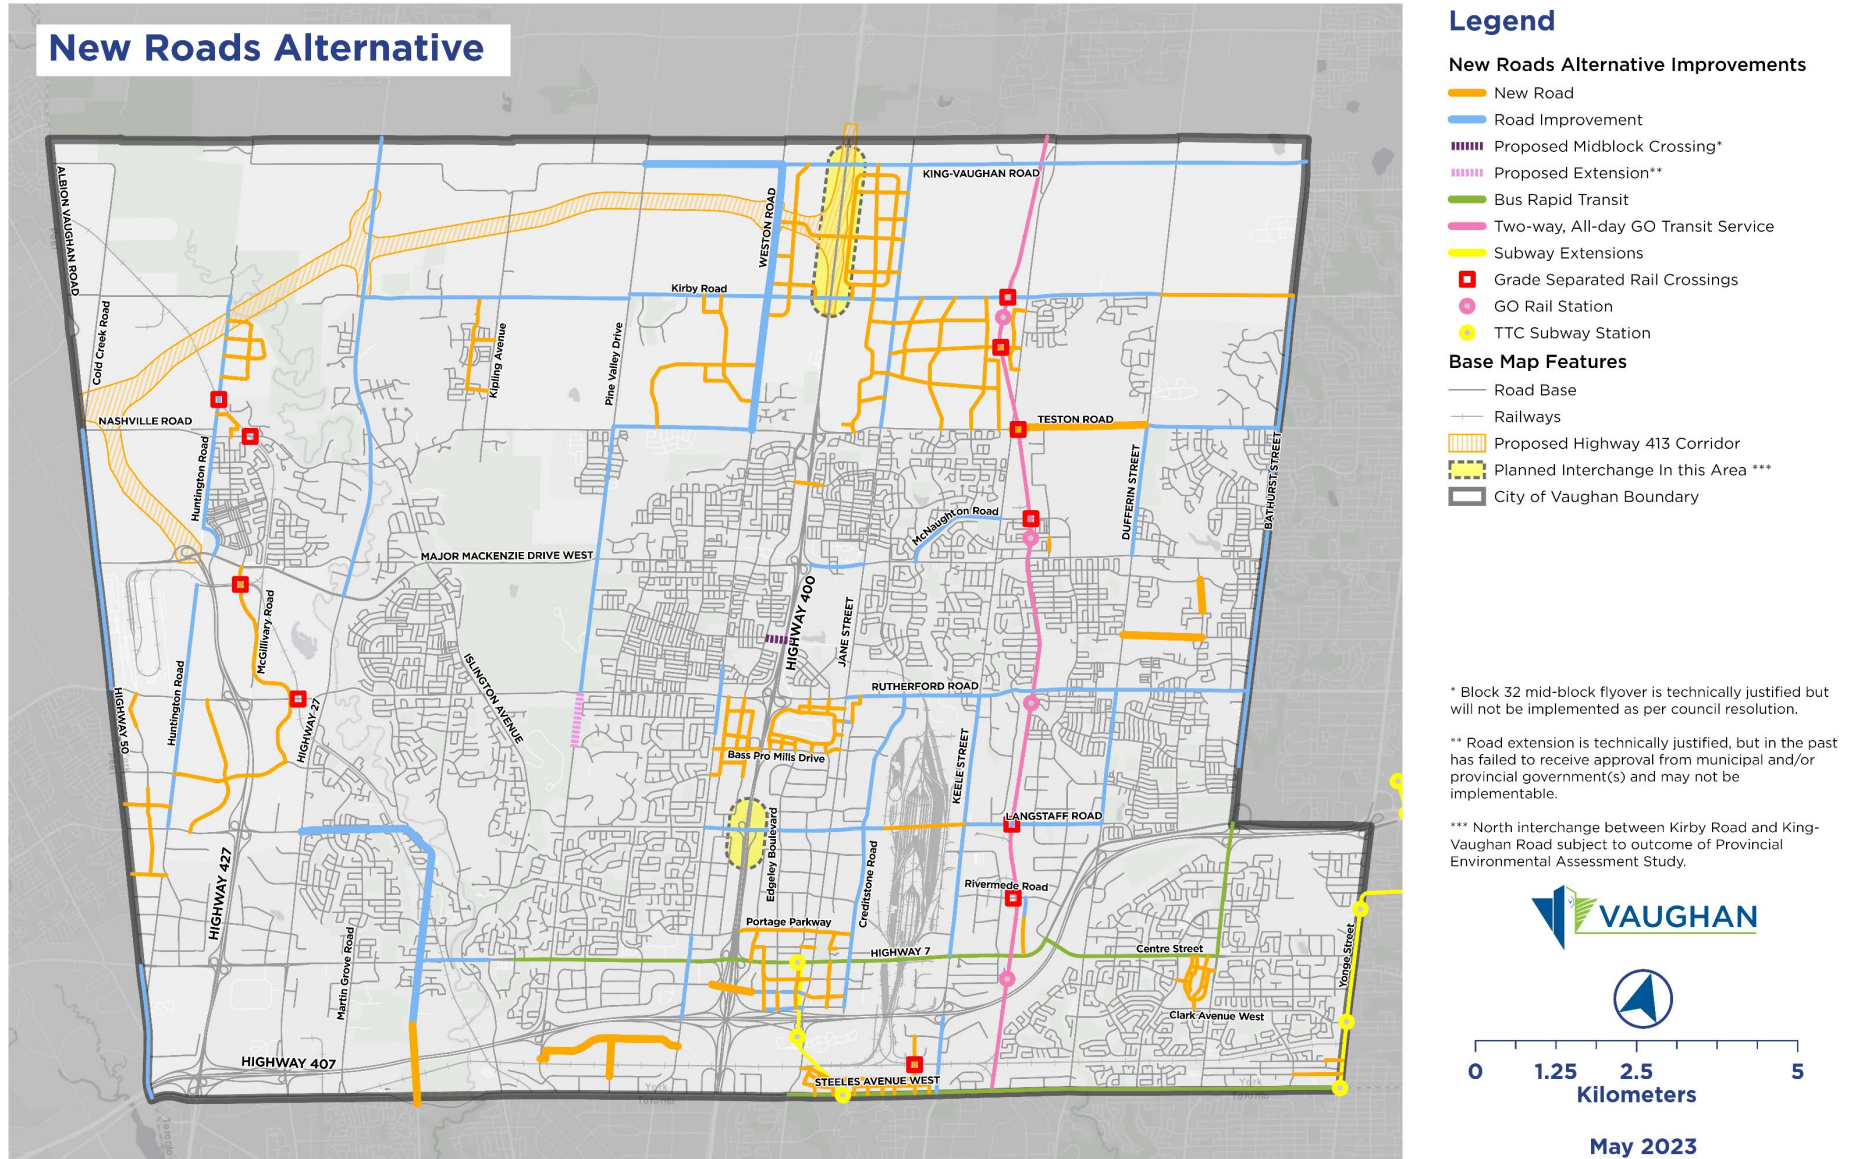 New Roads Alternative
KING-VAUGHAN ROAD
ALBION VAUGHAN ROAD
WESTON ROAD
Kirby Road
Cold Creek Road
Kipling Avenue
Pine Valley Drive
NASHVILLE ROAD
TESTON ROAD
Huntington Road
DUFFERIN STREET
BATHURST STREET
McNaughton Road
MAJOR MACKENZIE DRIVE WEST
HIGHWAY 400
JANE STREET
McGillivary Road
ISLINGTON AVENUE
Huntington Road
HIGHWAY 50
HIGHWAY 27
RUTHERFORD ROAD
Bass Pro Mills Drive
KEELE STREET
LANGSTAFF ROAD
Edgeley Boulevard
Creditstone Road
HIGHWAY 427
Rivermede Road
Portage Parkway
Martin Grove Road
HIGHWAY 7
Centre Street
Yonge Street
Clark Avenue West
HIGHWAY 407
STEELES AVENUE WEST
York
Toronto
York
Toronto
Toronto
Legend
New Roads Alternative Improvements
New Road
Road Improvement
Proposed Midblock Crossing*
Proposed Extension**
Bus Rapid Transit
Two-way, All-day GO Transit Service
Subway Extensions
Grade Separated Rail Crossings
GO Rail Station
TTC Subway Station
Base Map Features
Road Base
Railways
Proposed Highway 413 Corridor
Planned Interchange In this Area ***
City of Vaughan Boundary
* Block 32 mid-block flyover is technically justified but
will not be implemented as per council resolution.
** Road extension is technically justified, but in the past
has failed to receive approval from municipal and/or
provincial government(s) and may not be
implementable.
*** North interchange between Kirby Road and King-
Vaughan Road subject to outcome of Provincial
Environmental Assessment Study.
VAUGHAN
0 1.25 2.5 5
Kilometers
May 2023